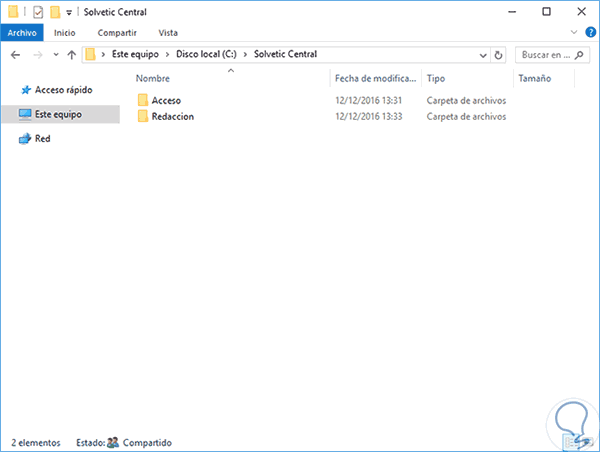 Solvetic Central
Archivo Inicio Compartir Vista
Este equipo Disco local (C:) Solvetic Central Buscar en ...
Nombre Fecha de modifica... Tipo Tamaño
Acceso rápido
Acceso 12/12/2016 13:31 Carpeta de archivos
Este equipo
Redaccion 12/12/2016 13:33 Carpeta de archivos
Red
2 elementos Estado: Compartido